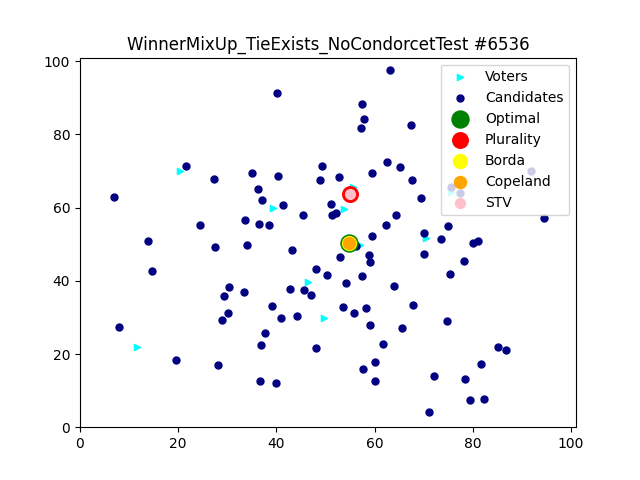 WinnerMixUp_TieExists_NoCondorcetTest #6536
100
80
60
40
20
0
0 20 40 60 80 100
Voters
Candidates
Optimal
Plurality
Borda
Copeland
STV